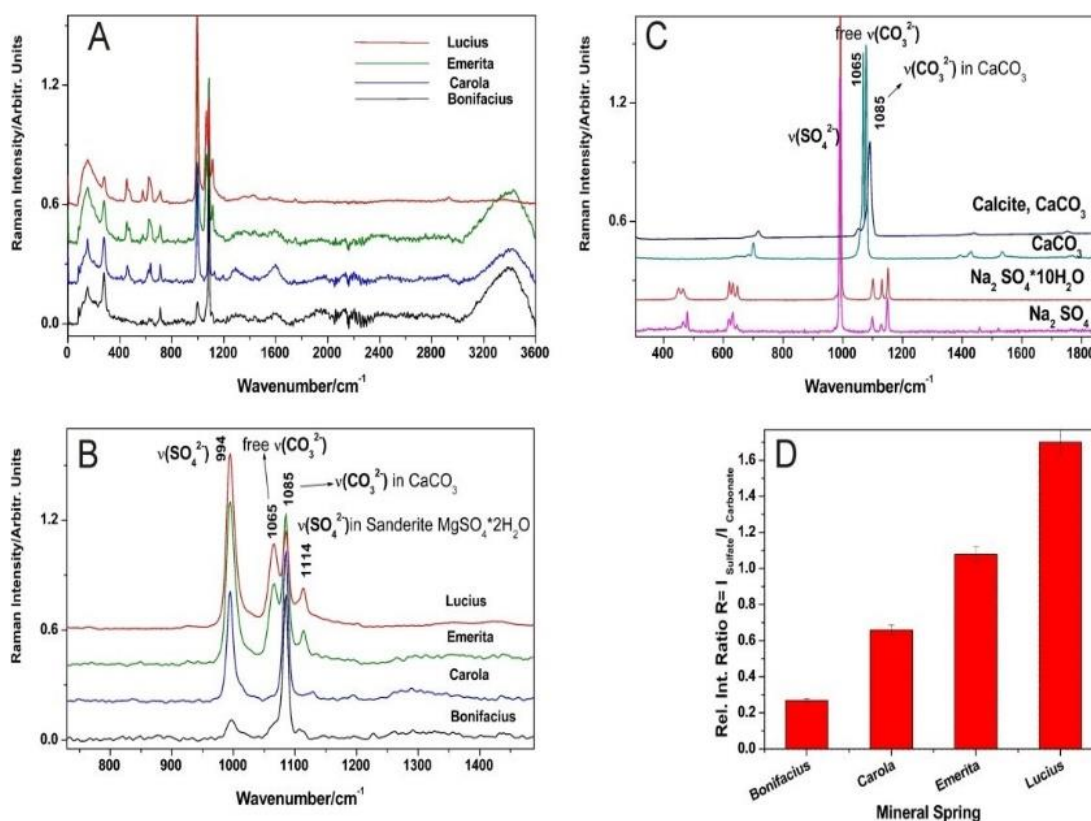 A
Lucius
Emerita
Carola
Bonifacius
Raman Intensity/Arbitr. Units
1.2
0.6
0.0
0 400 800 1200 1600 2000 2400 2800 3200 3600
Wavenumber/cm⁻¹
C
free ν(CO₃²⁻)
ν(CO₃²⁻) in CaCO₃
1065
1085
ν(SO₄²⁻)
Calcite, CaCO₃
CaCO₃
Na₂ SO₄*10H₂O
Na₂ SO₄
Raman Intensity/Arbitr. Units
1.2
0.6
0.0
400 600 800 1000 1200 1400 1600 1800
Wavenumber/cm⁻¹
B
ν(SO₄²⁻)
994
free ν(CO₃²⁻)
1065
1085
ν(CO₃²⁻) in CaCO₃
ν(SO₄²⁻) in Sanderite MgSO₄*2H₂O
1114
Lucius
Emerita
Carola
Bonifacius
Raman Intensity/Arbitr. Units
1.2
0.6
0.0
800 900 1000 1100 1200 1300 1400
Wavenumber/cm⁻¹
D
Rel. Int. Ratio R= I Sulfate/I Carbonate
1.6
1.4
1.2
1.0
0.8
0.6
0.4
0.2
0.0
Bonifacius Carola Emerita Lucius
Mineral Spring